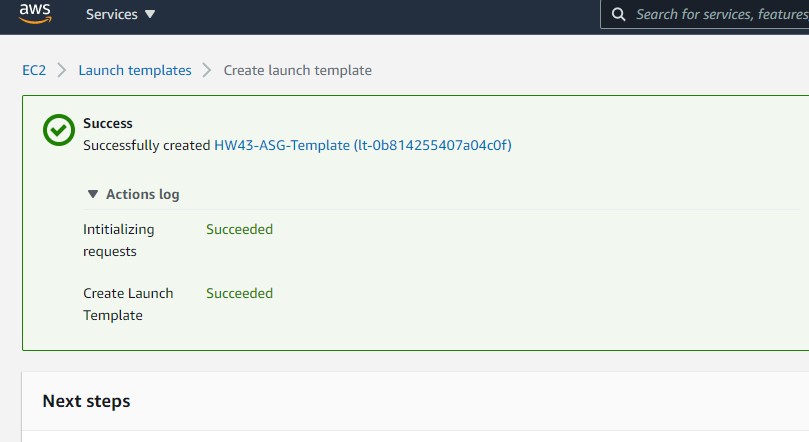 aws
Services ▼
Search for services, features
EC2 > Launch templates > Create launch template
Success
Successfully created HW43-ASG-Template (lt-0b814255407a04c0f)
▼ Actions log
Intitializing Succeeded
requests
Create Launch Succeeded
Template
Next steps